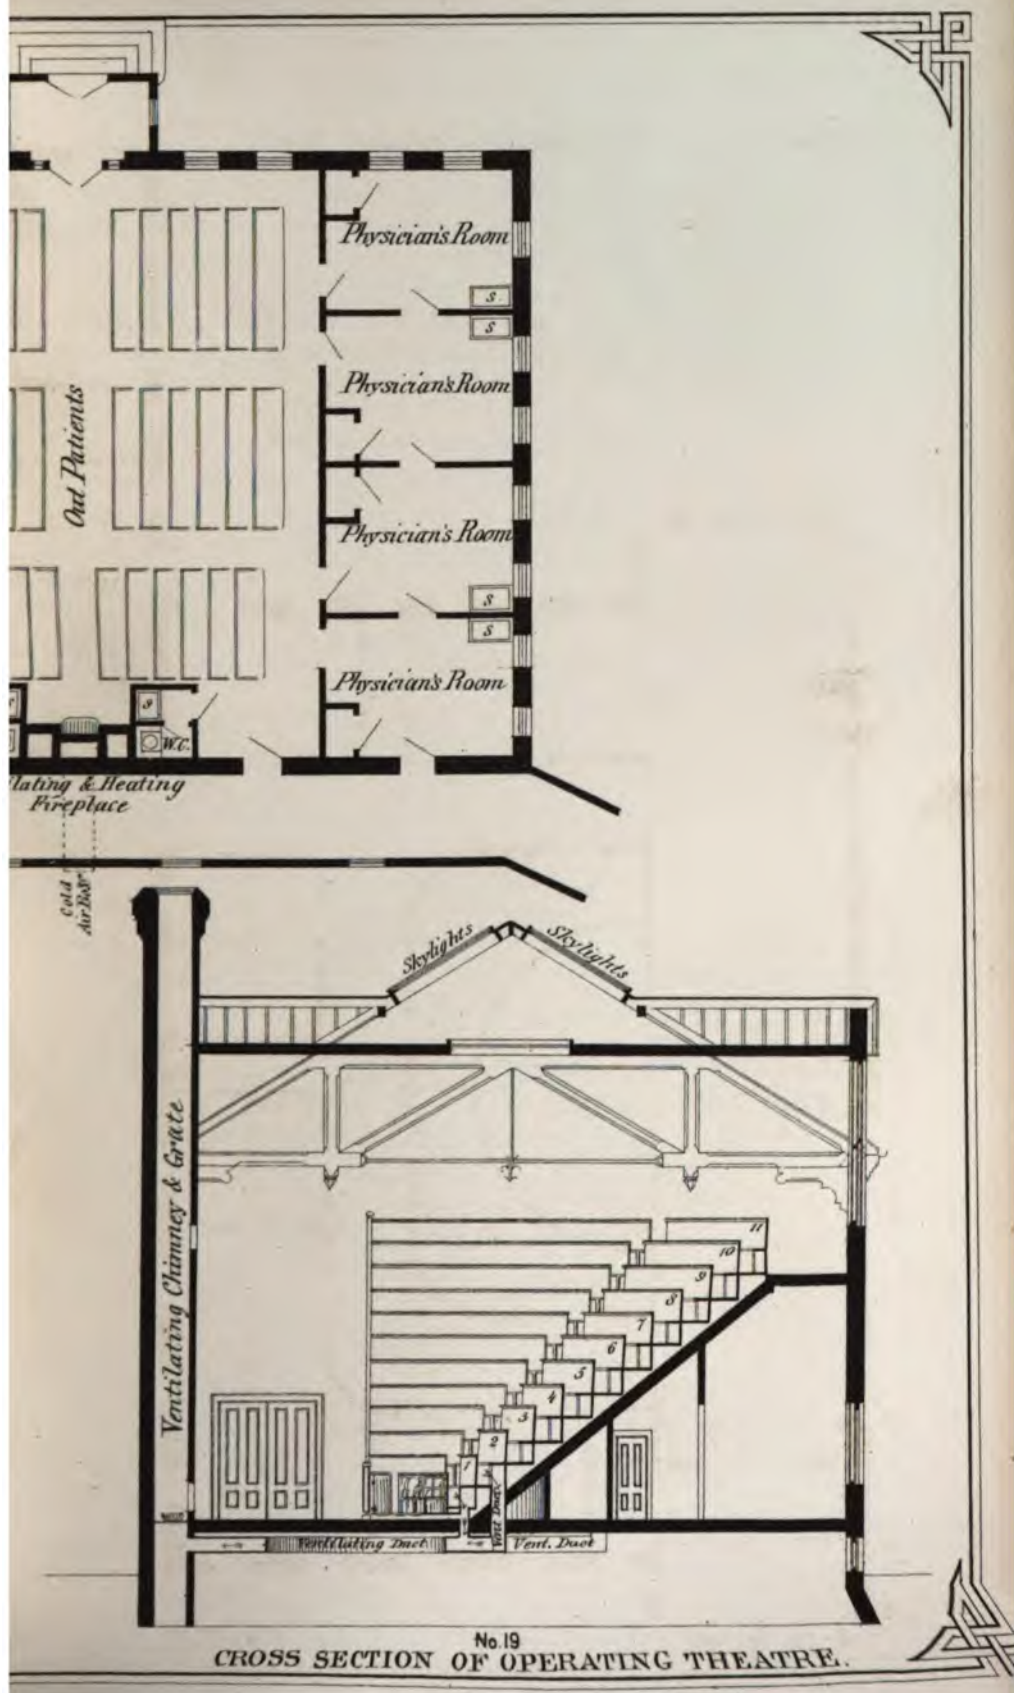 Physician's Room
S
S
Physician's Room
Out Patients
Physician's Room
S
S
Physician's Room
S
S
W.C.
lating & Heating
Fireplace
Cold
Air Box
Skylights
Skylights
Ventilating Chimney & Grate
11
10
9
8
7
6
5
4
3
2
1
Vent Duct
Ventilating Duct
Vent. Duct
No. 19
CROSS SECTION OF OPERATING THEATRE.